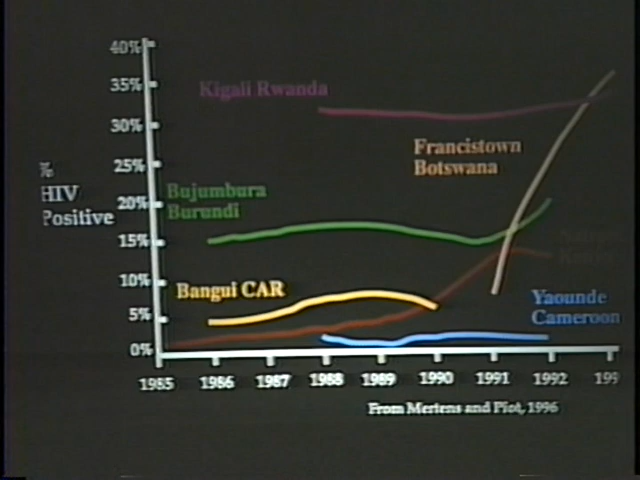 40%
35%
30%
25%
20%
15%
10%
5%
0%
%
HIV
Positive
Kigali Rwanda
Francistown
Botswana
Bujumbura
Burundi
Bangui CAR
Yaounde
Cameroon
1985 1986 1987 1988 1989 1990 1991 1992 199
From Mertens and Piot, 1996